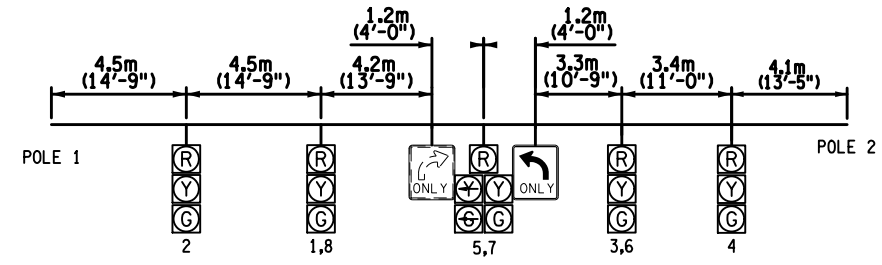 1.2m
(4'-0")
1.2m
(4'-0")
4.5m
(14'-9")
4.5m
(14'-9")
4.2m
(13'-9")
3.3m
(10'-9")
3.4m
(11'-0")
4.1m
(13'-5")
POLE 1
POLE 2
R
R
R
R
R
Y
Y
ONLY
Y
Y
ONLY
Y
Y
G
G
G
G
G
G
2
1,8
5,7
3,6
4